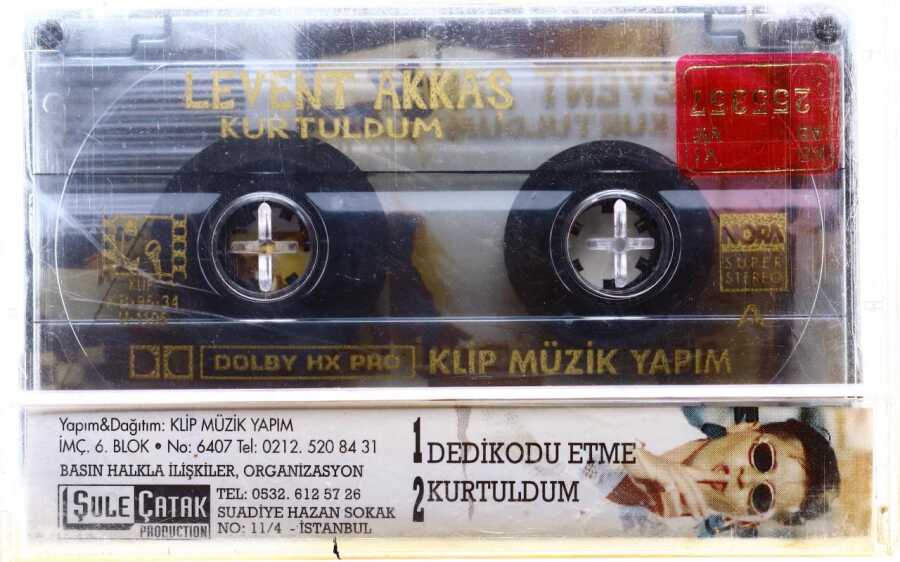 LEVENT AKKAŞ
KURTULDUM
255357
NORA
SUPER
STEREO
A
DOLBY HX PRO
KLİP MÜZİK YAPIM
Yapım&Dağıtım: KLİP MÜZİK YAPIM
İMÇ. 6. BLOK • No: 6407 Tel: 0212. 520 84 31
BASIN HALKLA İLİŞKİLER, ORGANİZASYON
ŞULE ÇATAK
PRODUCTION
TEL: 0532. 612 57 26
SUADİYE HAZAN SOKAK
NO: 11/4 - İSTANBUL
1 DEDİKODU ETME
2 KURTULDUM